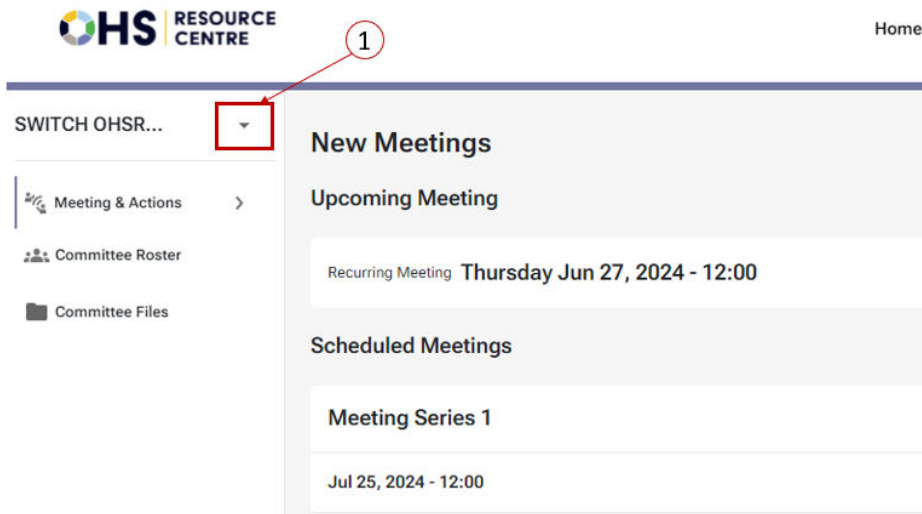 OHS RESOURCE CENTRE
1
Home
SWITCH OHSR...
New Meetings
Meeting & Actions
Upcoming Meeting
Committee Roster
Recurring Meeting Thursday Jun 27, 2024 - 12:00
Committee Files
Scheduled Meetings
Meeting Series 1
Jul 25, 2024 - 12:00